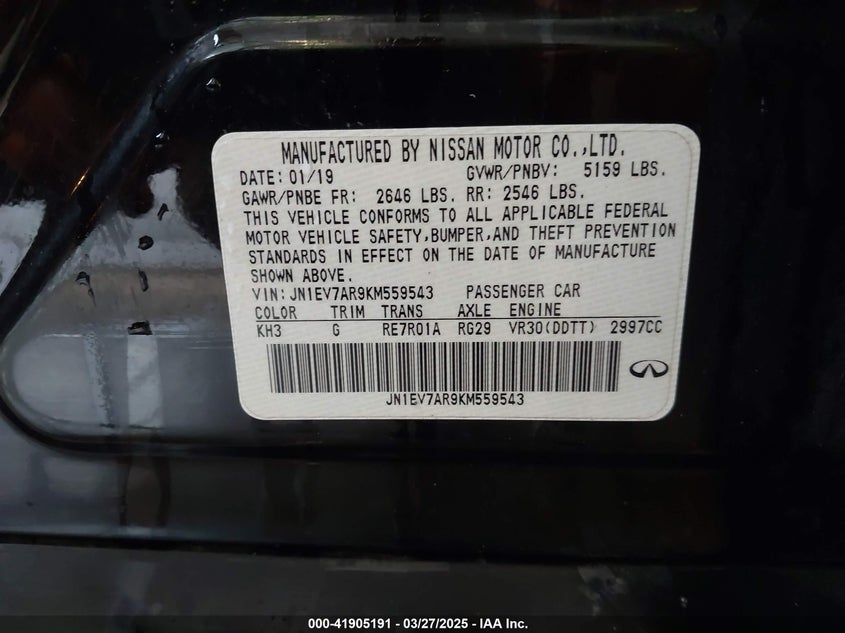 MANUFACTURED BY NISSAN MOTOR CO.,LTD.
DATE: 01/19 GVWR/PNBV: 5159 LBS.
GAWR/PNBE FR: 2646 LBS. RR: 2546 LBS.
THIS VEHICLE CONFORMS TO ALL APPLICABLE FEDERAL
MOTOR VEHICLE SAFETY,BUMPER,AND THEFT PREVENTION
STANDARDS IN EFFECT ON THE DATE OF MANUFACTURE
SHOWN ABOVE.
VIN: JN1EV7AR9KM559543 PASSENGER CAR
COLOR TRIM TRANS AXLE ENGINE
KH3 G RE7R01A RG29 VR30(DDTT) 2997CC
JN1EV7AR9KM559543
000-41905191 - 03/27/2025 - IAA Inc.